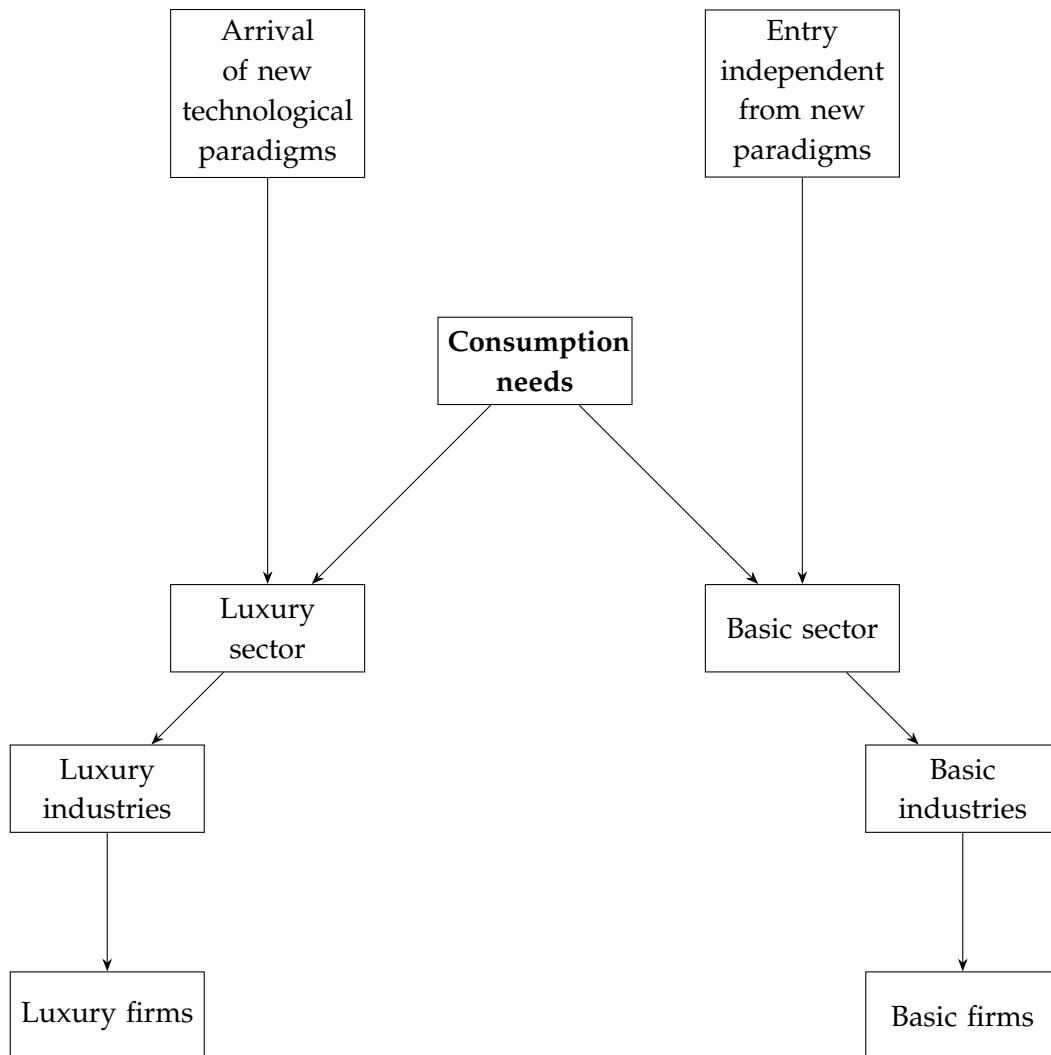 Arrival
of new
technological
paradigms
Entry
independent
from new
paradigms
Consumption
needs
Luxury
sector
Basic sector
Luxury
industries
Basic
industries
Luxury firms
Basic firms